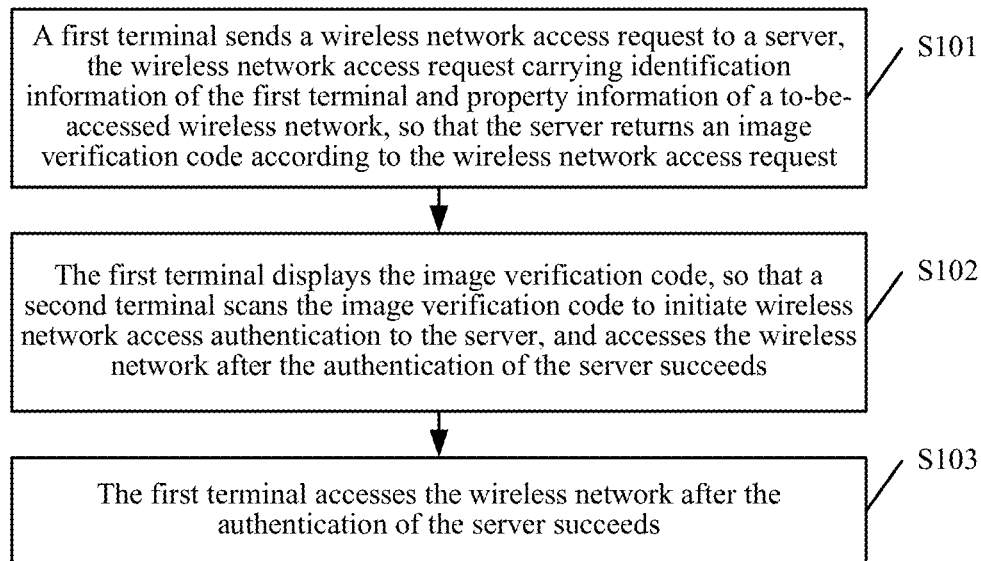 A first terminal sends a wireless network access request to a server,
the wireless network access request carrying identification
information of the first terminal and property information of a to-be-
accessed wireless network, so that the server returns an image
verification code according to the wireless network access request
S101
The first terminal displays the image verification code, so that a
second terminal scans the image verification code to initiate wireless
network access authentication to the server, and accesses the wireless
network after the authentication of the server succeeds
S102
The first terminal accesses the wireless network after the
authentication of the server succeeds
S103